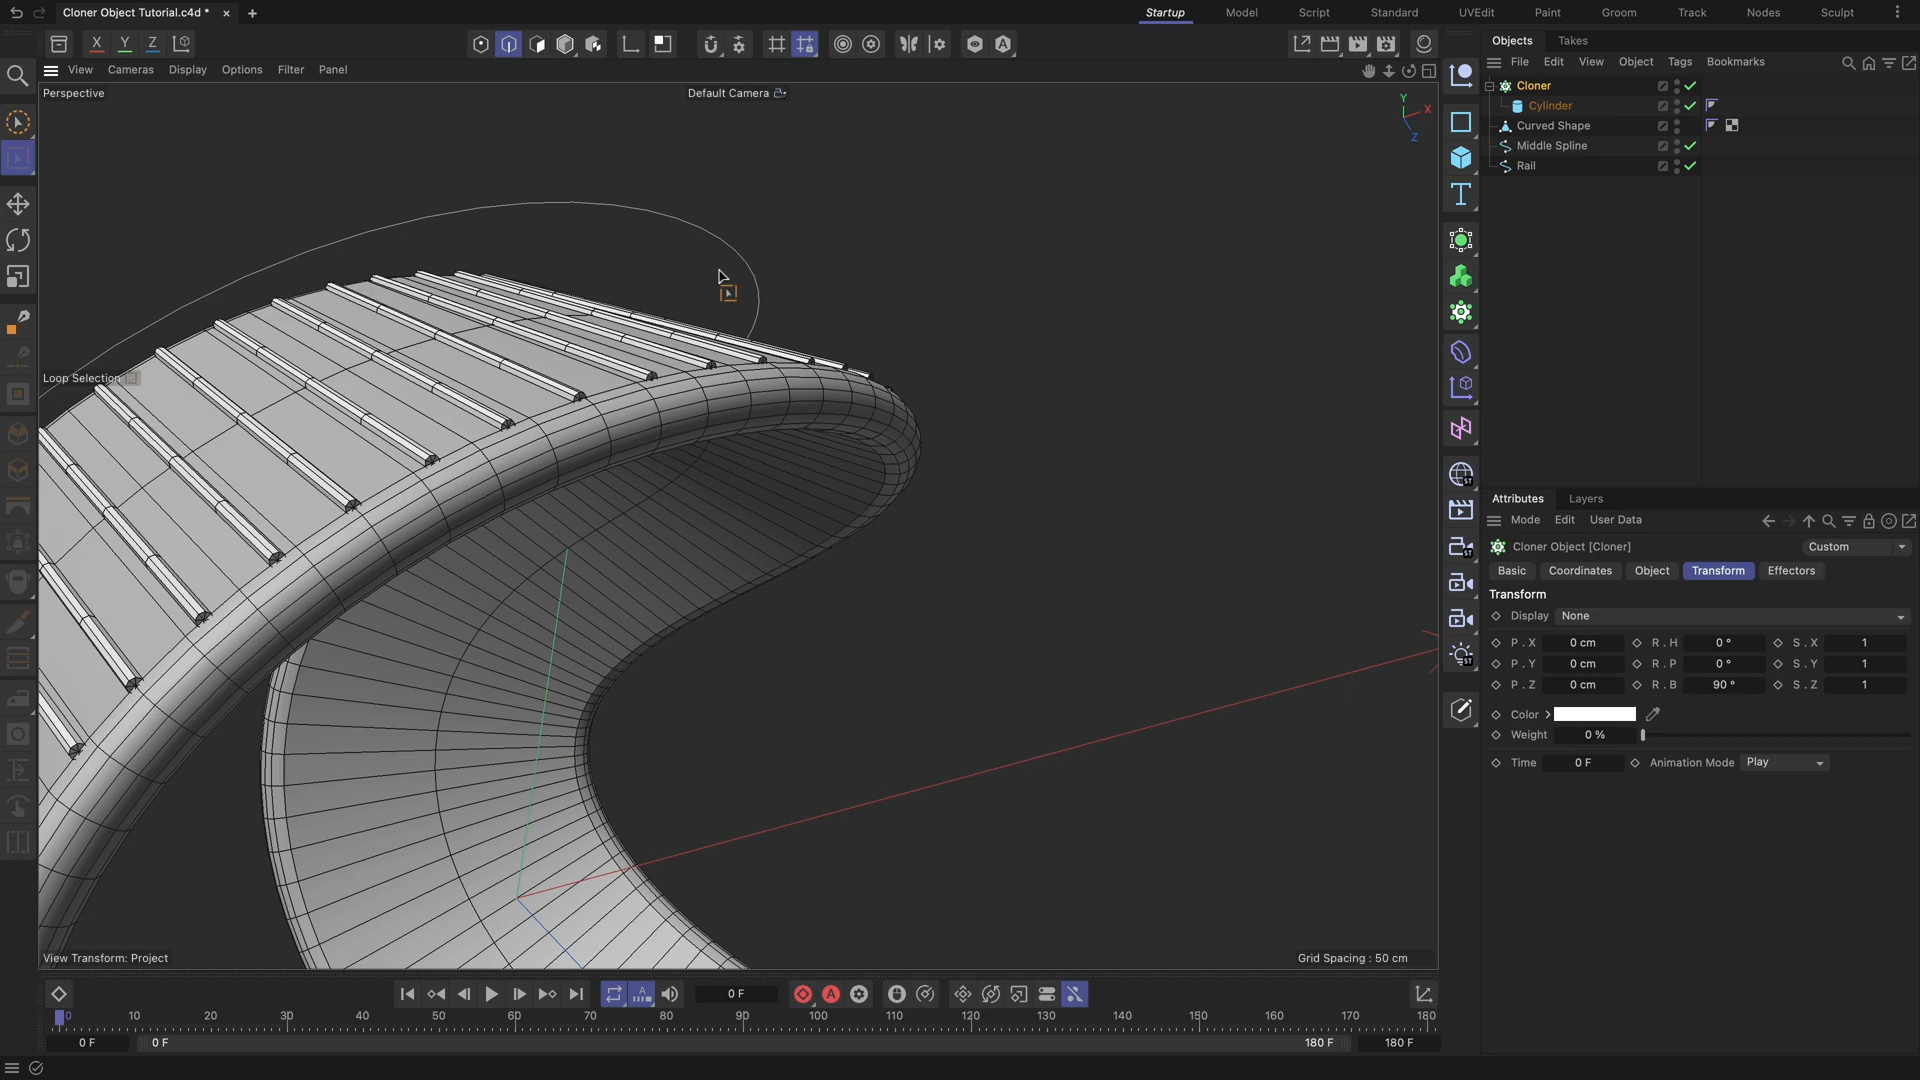 Cloner Object Tutorial.c4d *
Startup
Model
Script
Standard
UVEdit
Paint
Groom
Track
Nodes
Sculpt
X
Y
Z
Objects
Takes
View
Cameras
Display
Options
Filter
Panel
File
Edit
View
Object
Tags
Bookmarks
Perspective
Default Camera
Y
X
Z
Cloner
Cylinder
Curved Shape
Middle Spline
Rail
Loop Selection
Attributes
Layers
Mode
Edit
User Data
Cloner Object [Cloner]
Custom
Basic
Coordinates
Object
Transform
Effectors
Transform
Display
None
P . X
0 cm
R . H
0 °
S . X
1
P . Y
0 cm
R . P
0 °
S . Y
1
P . Z
0 cm
R . B
90 °
S . Z
1
Color
Weight
0 %
Time
0 F
Animation Mode
Play
View Transform: Project
Grid Spacing : 50 cm
0 F
0
10
20
30
40
50
60
70
80
90
100
110
120
130
140
150
160
170
180
0 F
0 F
180 F
180 F